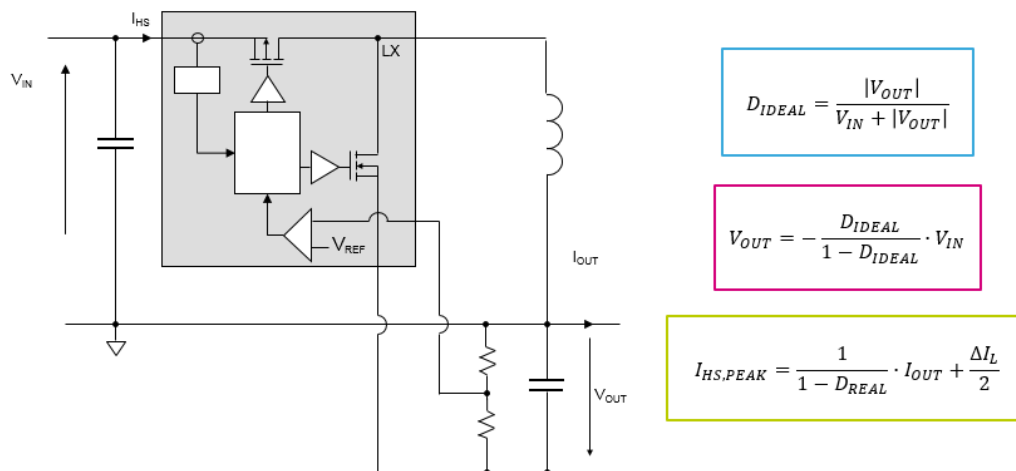 I_HS
LX
V_IN
V_REF
I_OUT
V_OUT
D_IDEAL = |V_OUT| / (V_IN + |V_OUT|)
V_OUT = − D_IDEAL / (1 − D_IDEAL) · V_IN
I_HS,PEAK = 1 / (1 − D_REAL) · I_OUT + ΔI_L / 2